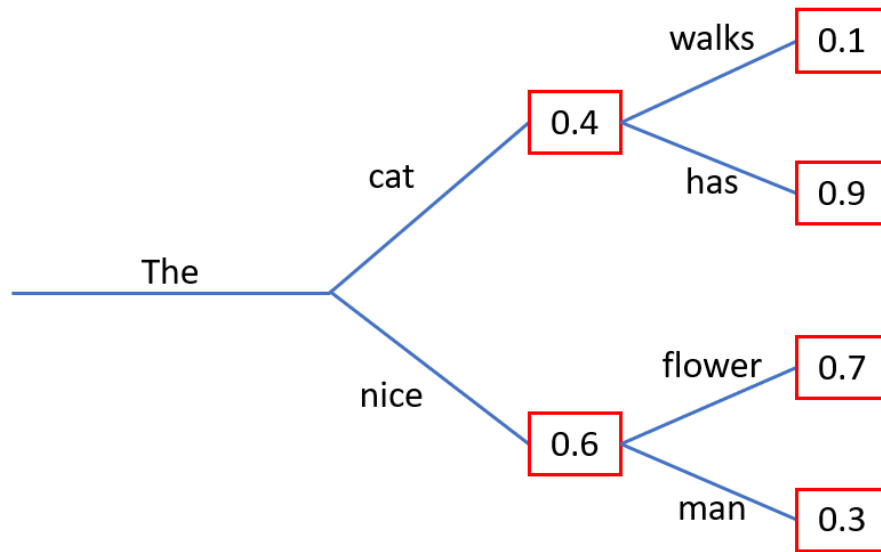 walks
0.1
0.4
cat
has
0.9
The
nice
flower
0.7
0.6
man
0.3